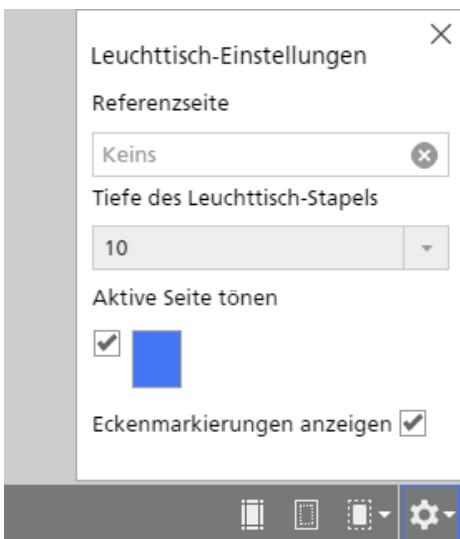 Leuchttisch-Einstellungen
Referenzseite
Keins
Tiefe des Leuchttisch-Stapels
10
Aktive Seite tönen
Eckenmarkierungen anzeigen